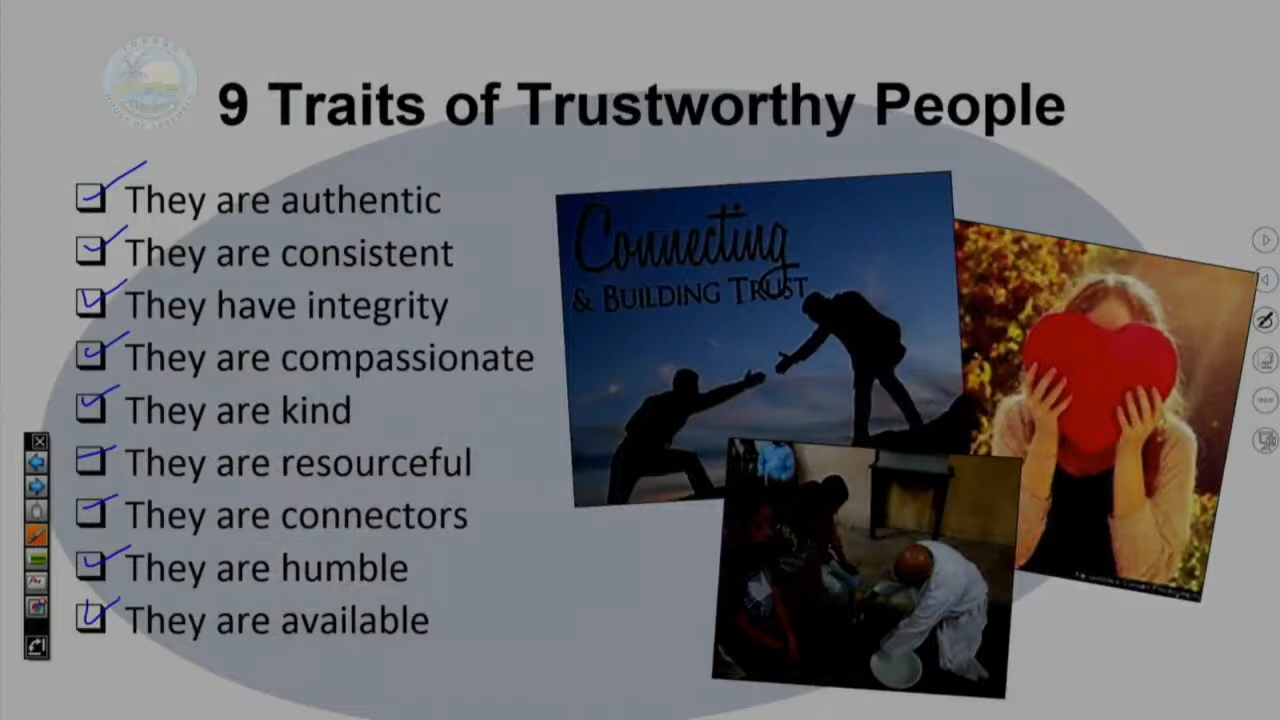 9 Traits of Trustworthy People
They are authentic
They are consistent
They have integrity
They are compassionate
They are kind
They are resourceful
They are connectors
They are humble
They are available
Connecting
& BUILDING TRUST